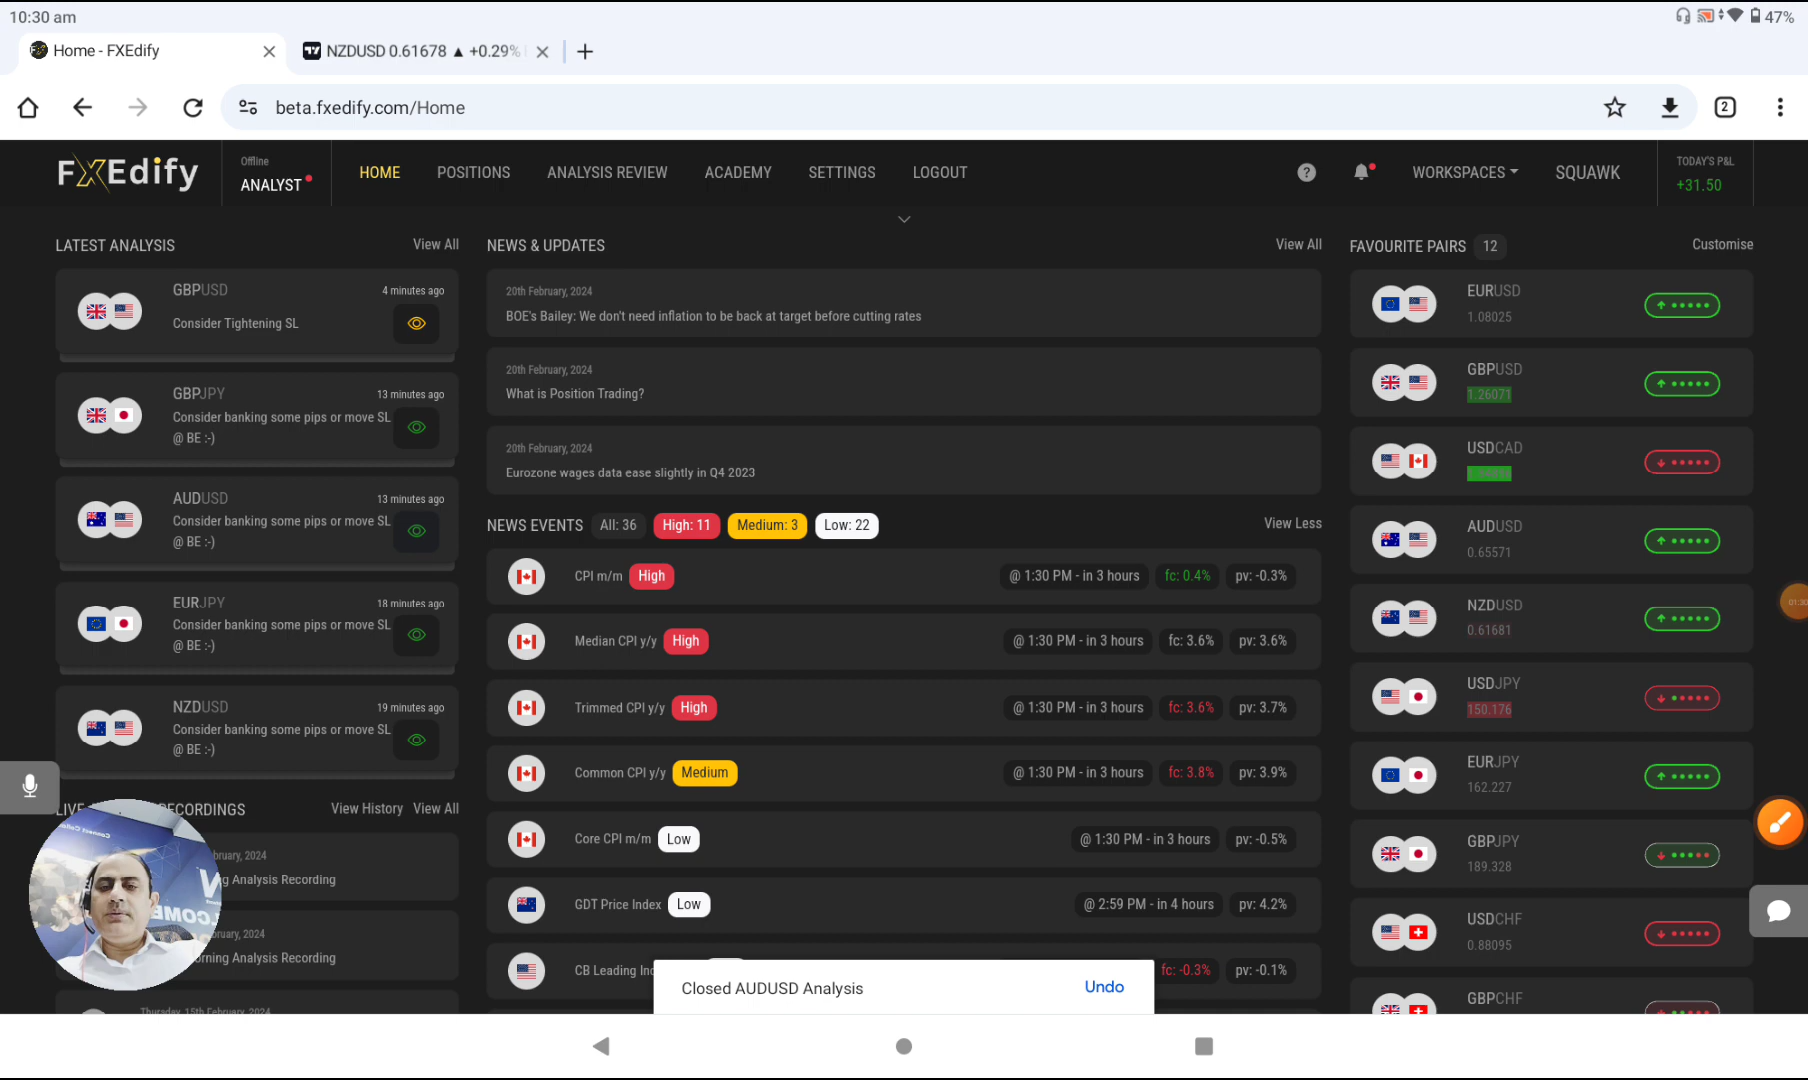 10:30 am
47%
Home - FXEdify
NZDUSD 0.61678 ▲ +0.29%
beta.fxedify.com/Home
2
FXEdify
Offline
ANALYST
HOME
POSITIONS
ANALYSIS REVIEW
ACADEMY
SETTINGS
LOGOUT
?
WORKSPACES
SQUAWK
TODAY'S P&L
+31.50
LATEST ANALYSIS
View All
GBPUSD
4 minutes ago
Consider Tightening SL
GBPJPY
13 minutes ago
Consider banking some pips or move SL
@ BE :-)
AUDUSD
13 minutes ago
Consider banking some pips or move SL
@ BE :-)
EURJPY
18 minutes ago
Consider banking some pips or move SL
@ BE :-)
NZDUSD
19 minutes ago
Consider banking some pips or move SL
@ BE :-)
RECORDINGS
View History
View All
2024
g Analysis Recording
2024
orning Analysis Recording
Thursday, 15th February, 2024
NEWS & UPDATES
View All
20th February, 2024
BOE's Bailey: We don't need inflation to be back at target before cutting rates
20th February, 2024
What is Position Trading?
20th February, 2024
Eurozone wages data ease slightly in Q4 2023
NEWS EVENTS
All: 36
High: 11
Medium: 3
Low: 22
View Less
CPI m/m High @ 1:30 PM - in 3 hours fc: 0.4% pv: -0.3%
Median CPI y/y High @ 1:30 PM - in 3 hours fc: 3.6% pv: 3.6%
Trimmed CPI y/y High @ 1:30 PM - in 3 hours fc: 3.6% pv: 3.7%
Common CPI y/y Medium @ 1:30 PM - in 3 hours fc: 3.8% pv: 3.9%
Core CPI m/m Low @ 1:30 PM - in 3 hours pv: -0.5%
GDT Price Index Low @ 2:59 PM - in 4 hours pv: 4.2%
CB Leading fc: -0.3% pv: -0.1%
Closed AUDUSD Analysis
Undo
FAVOURITE PAIRS
12
Customise
EURUSD
1.08025
GBPUSD
1.26071
USDCAD
AUDUSD
0.65571
NZDUSD
0.61681
USDJPY
150.176
EURJPY
162.227
GBPJPY
189.328
USDCHF
0.88095
GBPCHF